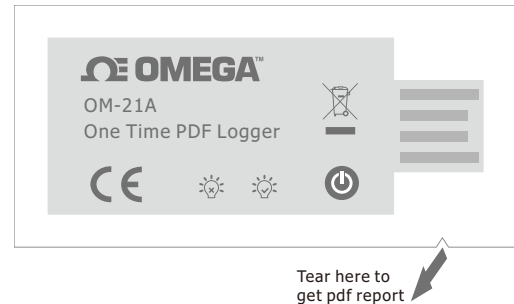 OMEGA™
OM-21A
One Time PDF Logger
CE
Tear here to
get pdf report